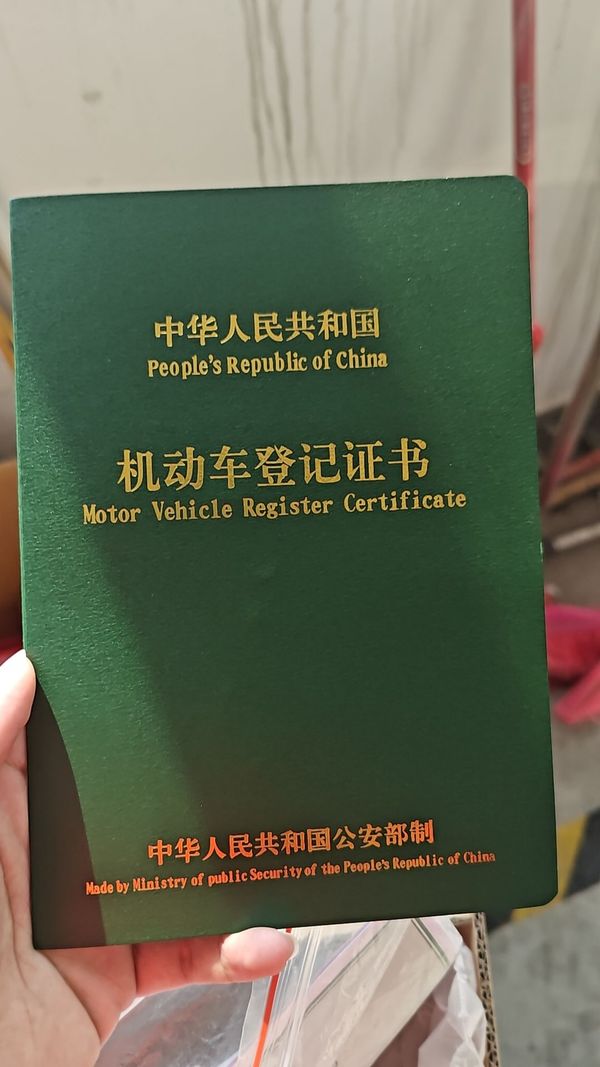 中华人民共和国
People's Republic of China
机动车登记证书
Motor Vehicle Register Certificate
中华人民共和国公安部制
Made by Ministry of public Security of the People's Republic of China